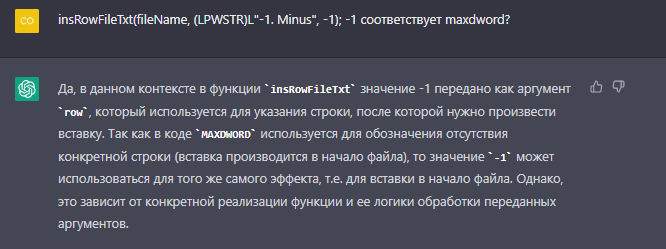 CO
insRowFileTxt(fileName, (LPWSTR)L"-1. Minus", -1); -1 соответствует maxdword?
Да, в данном контексте в функции `insRowFileTxt` значение -1 передано как аргумент
`row`, который используется для указания строки, после которой нужно произвести
вставку. Так как в коде `MAXDWORD` используется для обозначения отсутствия
конкретной строки (вставка производится в начало файла), то значение `-1` может
использоваться для того же самого эффекта, т.е. для вставки в начало файла. Однако,
это зависит от конкретной реализации функции и ее логики обработки переданных
аргументов.